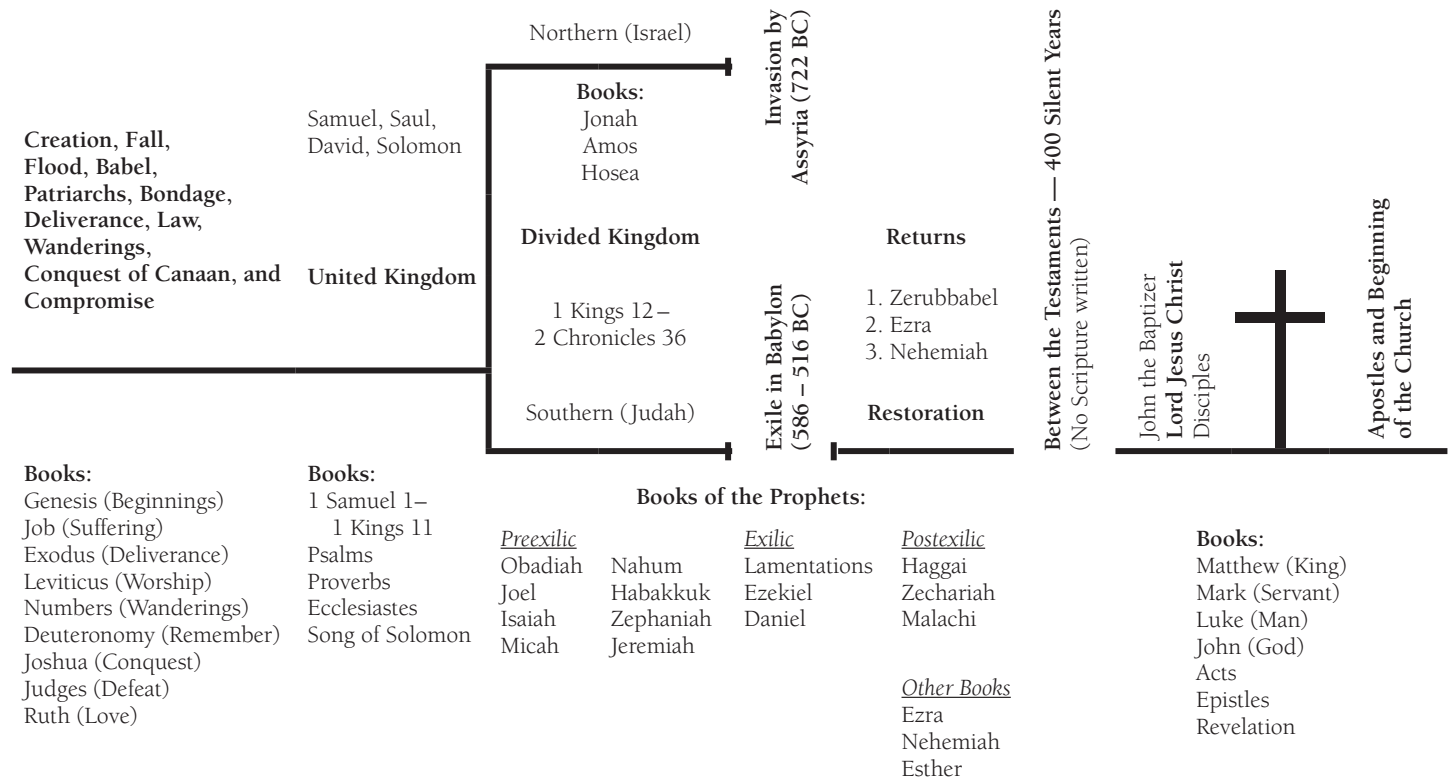 Creation, Fall,
Flood, Babel,
Patriarchs, Bondage,
Deliverance, Law,
Wanderings,
Conquest of Canaan, and
Compromise
Books:
Genesis (Beginnings)
Job (Suffering)
Exodus (Deliverance)
Leviticus (Worship)
Numbers (Wanderings)
Deuteronomy (Remember)
Joshua (Conquest)
Judges (Defeat)
Ruth (Love)
Samuel, Saul,
David, Solomon
United Kingdom
Books:
1 Samuel 1–
1 Kings 11
Psalms
Proverbs
Ecclesiastes
Song of Solomon
Northern (Israel)
Books:
Jonah
Amos
Hosea
Divided Kingdom
1 Kings 12 –
2 Chronicles 36
Southern (Judah)
Invasion by
Assyria (722 BC)
Exile in Babylon
(586 – 516 BC)
Returns
1. Zerubbabel
2. Ezra
3. Nehemiah
Restoration
Books of the Prophets:
Preexilic
Obadiah
Joel
Isaiah
Micah
Nahum
Habakkuk
Zephaniah
Jeremiah
Exilic
Lamentations
Ezekiel
Daniel
Postexilic
Haggai
Zechariah
Malachi
Other Books
Ezra
Nehemiah
Esther
Between the Testaments — 400 Silent Years
(No Scripture written)
John the Baptizer
Lord Jesus Christ
Disciples
Apostles and Beginning
of the Church
Books:
Matthew (King)
Mark (Servant)
Luke (Man)
John (God)
Acts
Epistles
Revelation